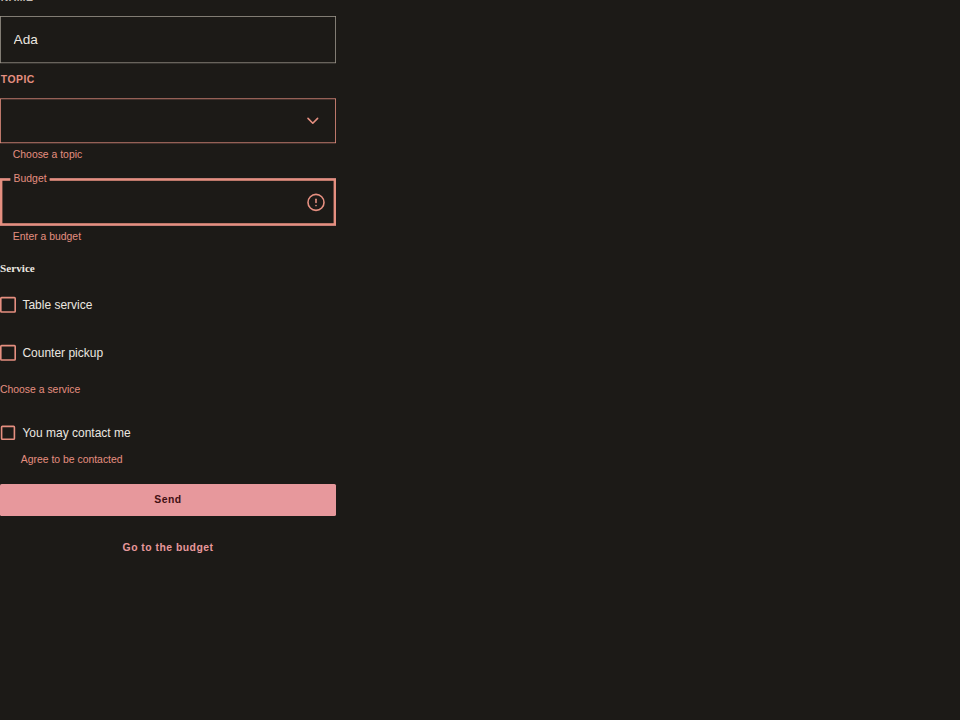 Ada
TOPIC
Choose a topic
Budget
Enter a budget
Service
Table service
Counter pickup
Choose a service
You may contact me
Agree to be contacted
Send
Go to the budget